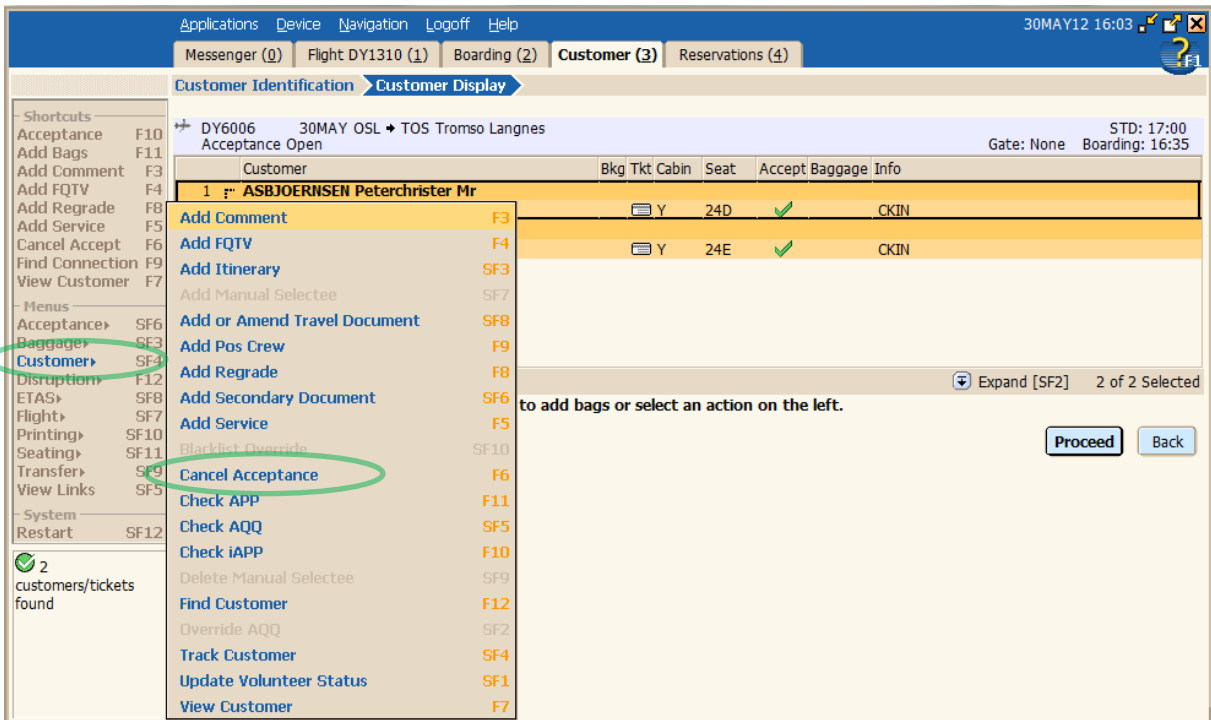 Applications Device Navigation Logoff Help 30MAY12 16:03
Messenger (0) Flight DY1310 (1) Boarding (2) Customer (3) Reservations (4)
?F1
Customer Identification Customer Display
Shortcuts
Acceptance F10
Add Bags F11
Add Comment F3
Add FQTV F4
Add Regrade F8
Add Service F5
Cancel Accept F6
Find Connection F9
View Customer F7
Menus
Acceptance SF6
Baggage SF3
Customer SF4
Disruption F12
ETAS SF8
Flight SF7
Printing SF10
Seating SF11
Transfer SF9
View Links SF5
System
Restart SF12
2
customers/tickets
found
DY6006 30MAY OSL TOS Tromso Langnes STD: 17:00
Acceptance Open Gate: None Boarding: 16:35
Customer Bkg Tkt Cabin Seat Accept Baggage Info
1 ASBJOERNSEN Peterchrister Mr
Y 24D CKIN
Y 24E CKIN
Expand [SF2] 2 of 2 Selected
to add bags or select an action on the left.
Proceed Back
Add Comment F3
Add FQTV F4
Add Itinerary SF3
Add Manual Selectee SF7
Add or Amend Travel Document SF8
Add Pos Crew F9
Add Regrade F8
Add Secondary Document SF6
Add Service F5
Blacklist Override SF10
Cancel Acceptance F6
Check APP F11
Check AQQ SF5
Check iAPP F10
Delete Manual Selectee SF9
Find Customer F12
Override AQQ SF2
Track Customer SF4
Update Volunteer Status SF1
View Customer F7